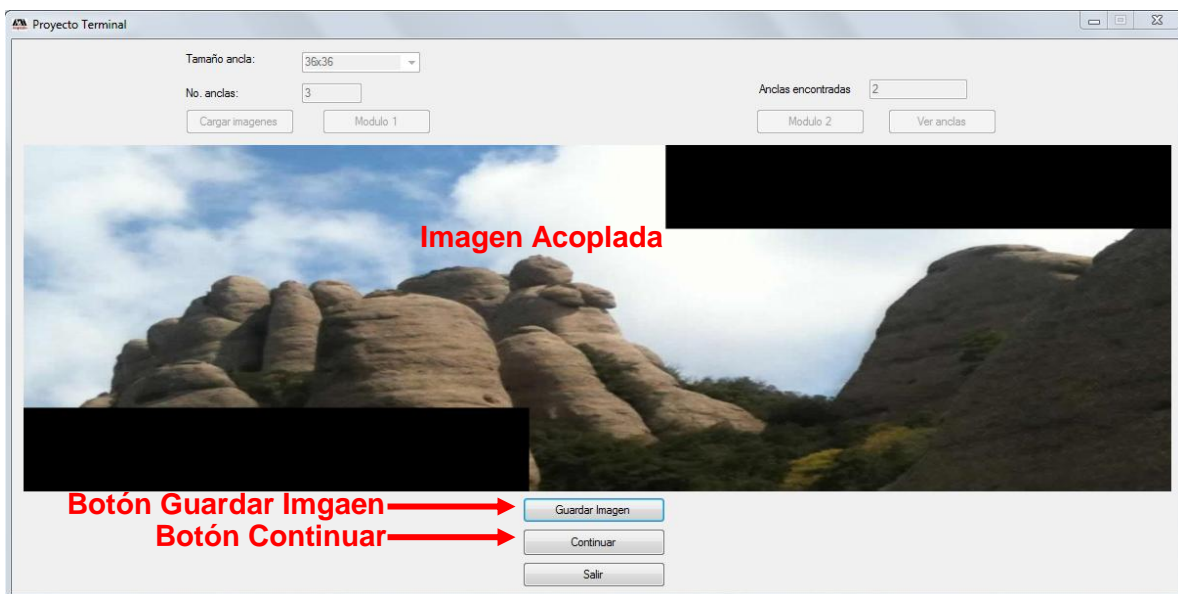 Proyecto Terminal
Tamaño ancla: 36x36
No. anclas: 3
Anclas encontradas 2
Cargar imagenes Modulo 1 Modulo 2 Ver anclas
Imagen Acoplada
Botón Guardar Imgaen Guardar Imagen
Botón Continuar Continuar
Salir